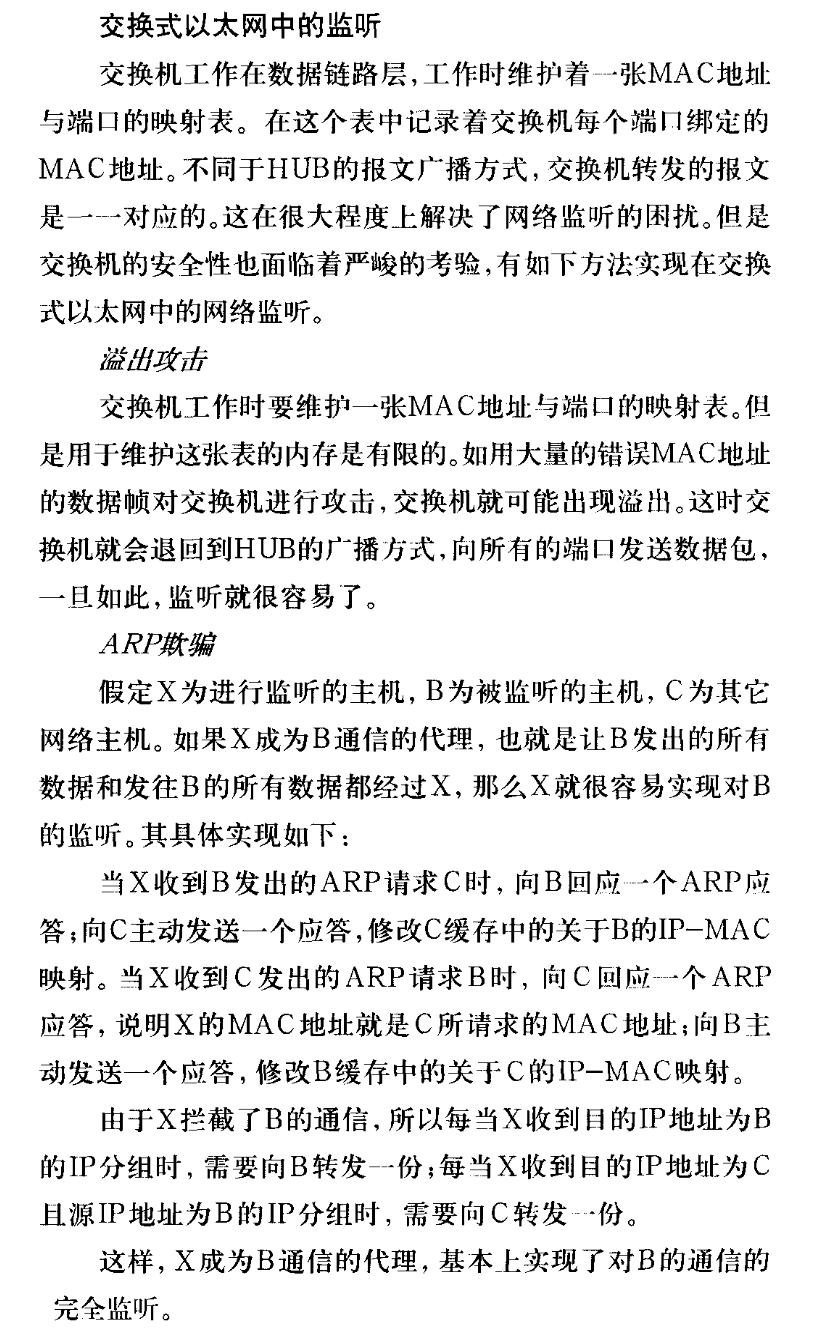 交换式以太网中的监听
交换机工作在数据链路层,工作时维护着一张MAC地址
与端口的映射表。在这个表中记录着交换机每个端口绑定的
MAC地址。不同于HUB的报文广播方式,交换机转发的报文
是一一对应的。这在很大程度上解决了网络监听的困扰。但是
交换机的安全性也面临着严峻的考验,有如下方法实现在交换
式以太网中的网络监听。
溢出攻击
交换机工作时要维护一张MAC地址与端口的映射表。但
是用于维护这张表的内存是有限的。如用大量的错误MAC地址
的数据帧对交换机进行攻击,交换机就可能出现溢出。这时交
换机就会退回到HUB的广播方式,向所有的端口发送数据包,
一旦如此,监听就很容易了。
ARP欺骗
假定X为进行监听的主机,B为被监听的主机,C为其它
网络主机。如果X成为B通信的代理,也就是让B发出的所有
数据和发往B的所有数据都经过X,那么X就很容易实现对B
的监听。其具体实现如下:
当X收到B发出的ARP请求C时,向B回应一个ARP应
答;向C主动发送一个应答,修改C缓存中的关于B的IP-MAC
映射。当X收到C发出的ARP请求B时,向C回应一个ARP
应答,说明X的MAC地址就是C所请求的MAC地址;向B主
动发送一个应答,修改B缓存中的关于C的IP-MAC映射。
由于X拦截了B的通信,所以每当X收到目的IP地址为B
的IP分组时,需要向B转发一份;每当X收到目的IP地址为C
且源IP地址为B的IP分组时,需要向C转发一份。
这样,X成为B通信的代理,基本上实现了对B的通信的
完全监听。